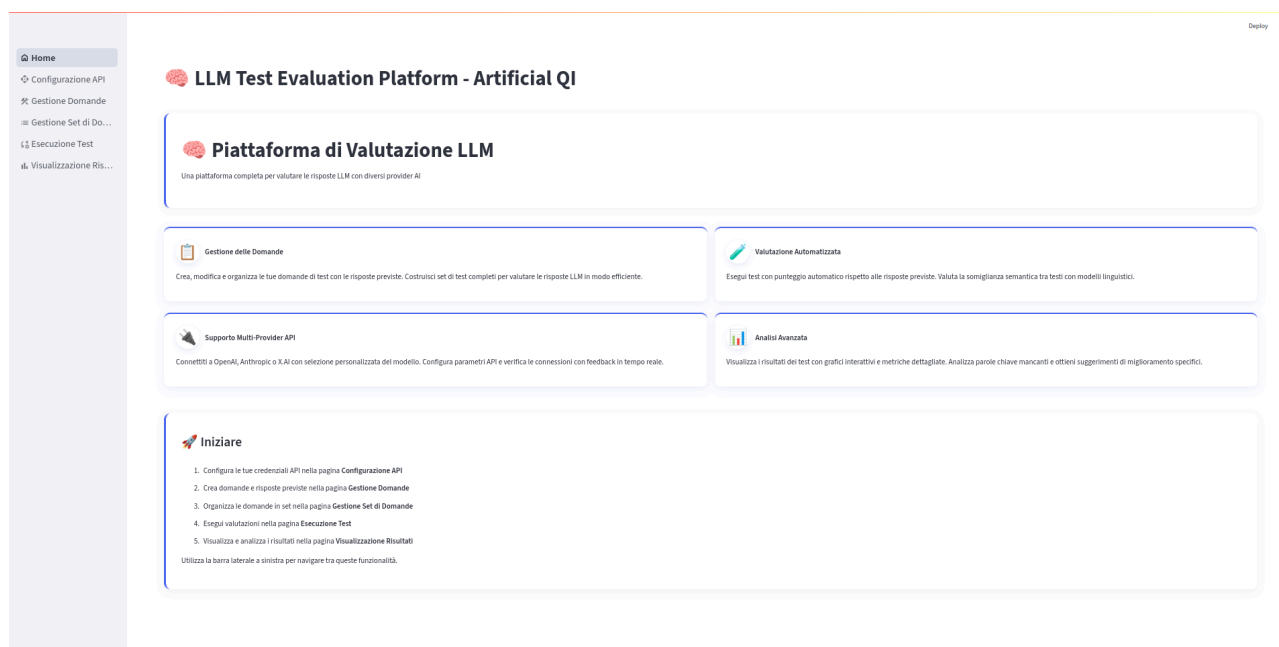 Deploy
Home
Configurazione API
Gestione Domande
Gestione Set di Do...
Esecuzione Test
Visualizzazione Ris...
LLM Test Evaluation Platform - Artificial QI
Piattaforma di Valutazione LLM
Una piattaforma completa per valutare le risposte LLM con diversi provider AI
Gestione delle Domande
Crea, modifica e organizza le tue domande di test con le risposte previste. Costruisci set di test completi per valutare le risposte LLM in modo efficiente.
Valutazione Automatizzata
Esegui test con punteggio automatico rispetto alle risposte previste. Valuta la somiglianza semantica tra testi con modelli linguistici.
Supporto Multi-Provider API
Connettiti a OpenAI, Anthropic o X.AI con selezione personalizzata del modello. Configura parametri API e verifica le connessioni con feedback in tempo reale.
Analisi Avanzata
Visualizza i risultati dei test con grafici interattivi e metriche dettagliate. Analizza parole chiave mancanti e ottieni suggerimenti di miglioramento specifici.
Iniziare
1. Configura le tue credenziali API nella pagina Configurazione API
2. Crea domande e risposte previste nella pagina Gestione Domande
3. Organizza le domande in set nella pagina Gestione Set di Domande
4. Esegui valutazioni nella pagina Esecuzione Test
5. Visualizza e analizza i risultati nella pagina Visualizzazione Risultati
Utilizza la barra laterale a sinistra per navigare tra queste funzionalità.